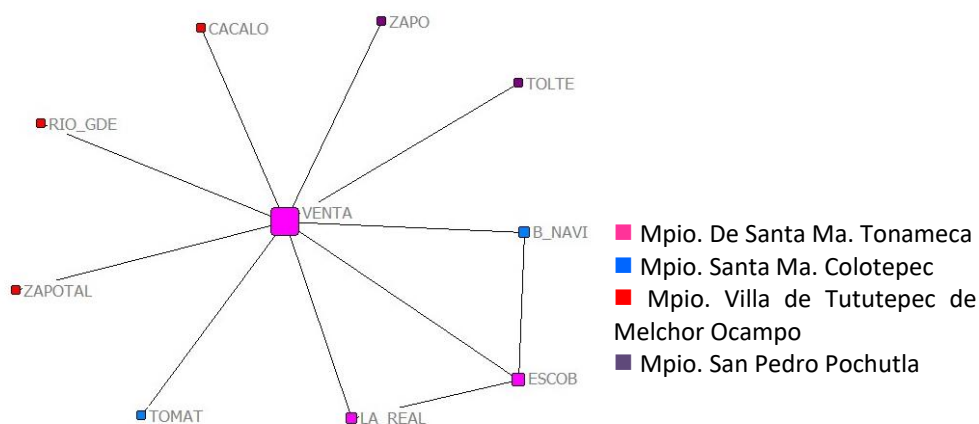 CACALO
ZAPO
TOLTE
RIO_GDE
VENTA
B_NAVI
ZAPOTAL
ESCOB
TOMAT
LA_REAL
Mpio. De Santa Ma. Tonameca
Mpio. Santa Ma. Colotepec
Mpio. Villa de Tututepec de
Melchor Ocampo
Mpio. San Pedro Pochutla